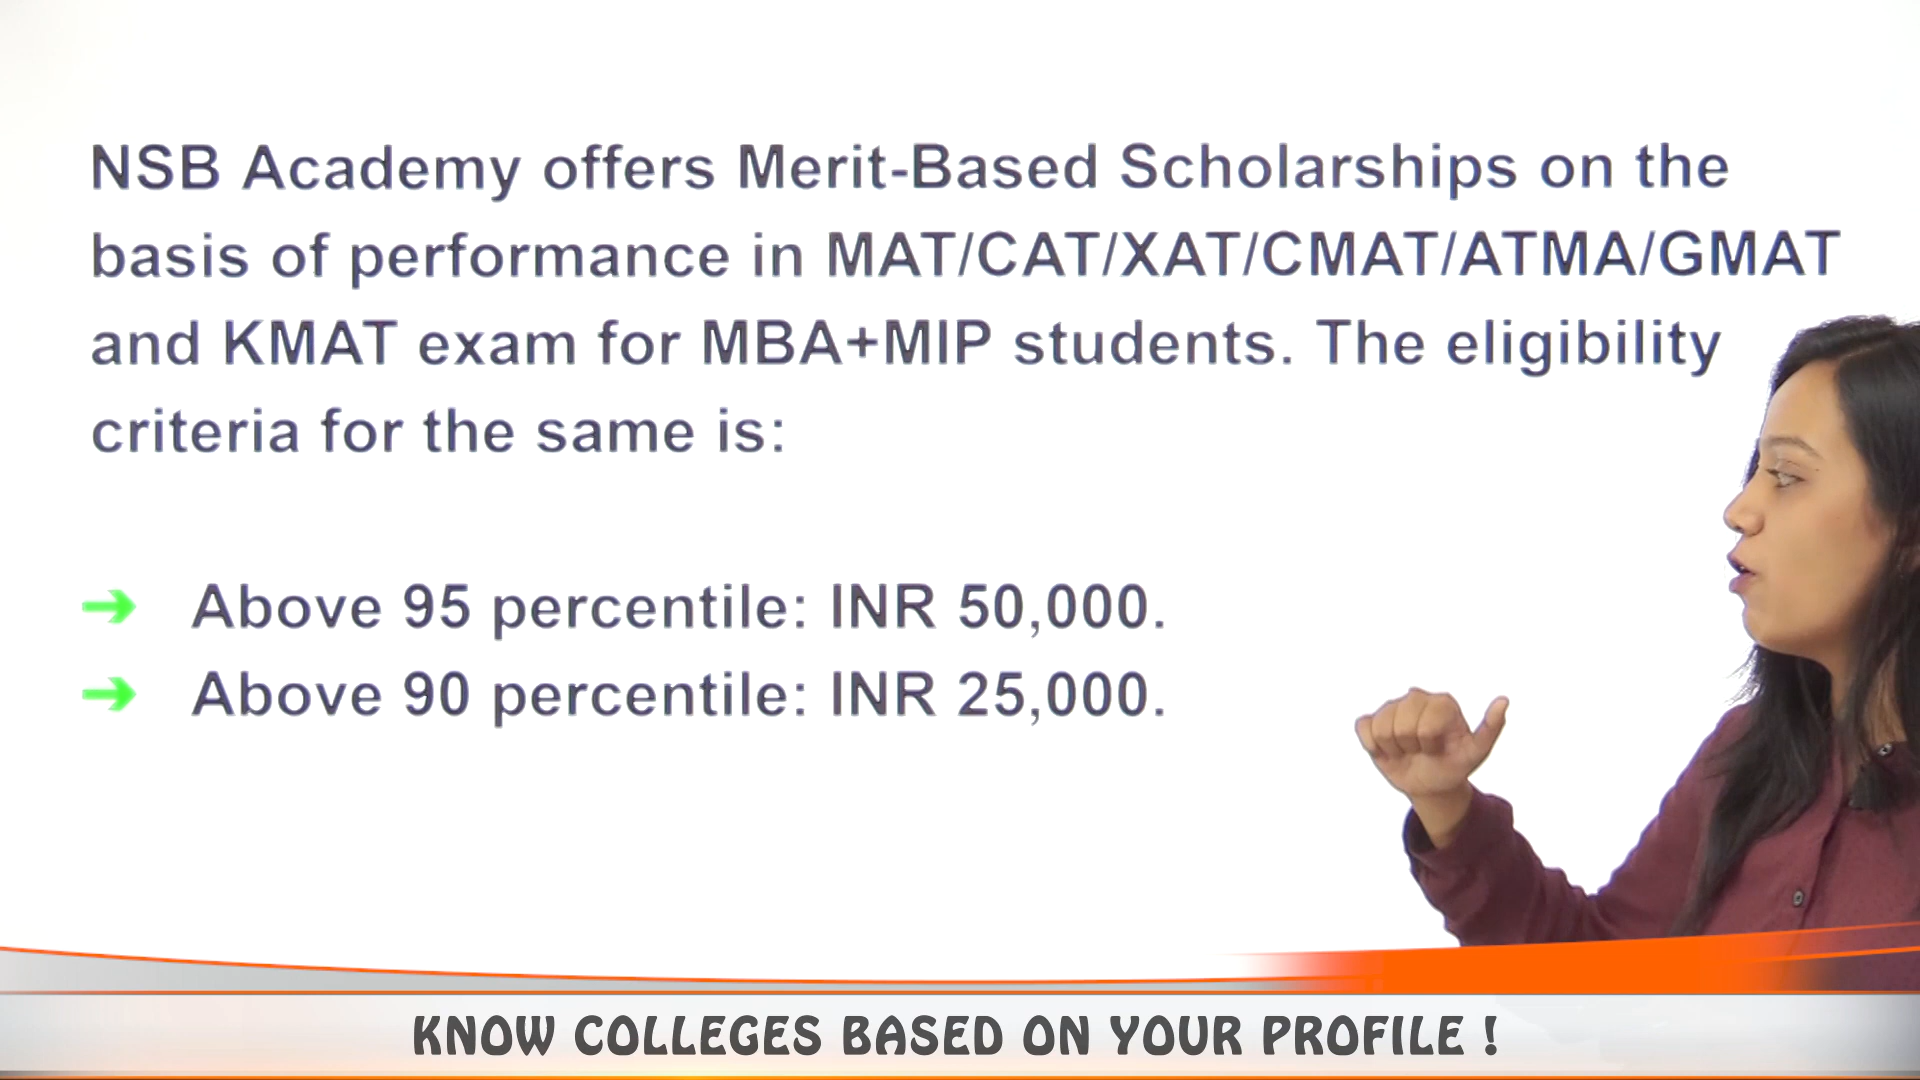 NSB Academy offers Merit-Based Scholarships on the
basis of performance in MAT/CAT/XAT/CMAT/ATMA/GMAT
and KMAT exam for MBA+MIP students. The eligibility
criteria for the same is:
➔ Above 95 percentile: INR 50,000.
➔ Above 90 percentile: INR 25,000.
KNOW COLLEGES BASED ON YOUR PROFILE !